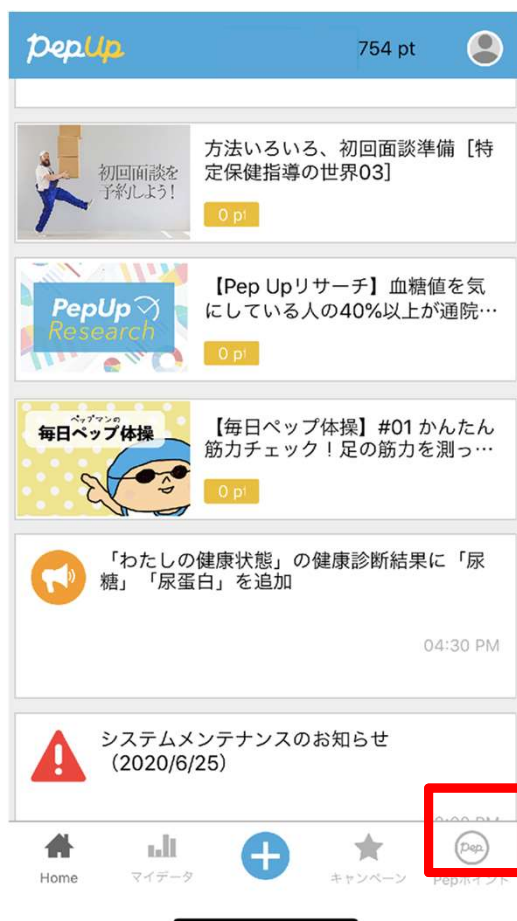 PepUp
754 pt
初回面談を
予約しよう!
方法いろいろ、初回面談準備［特
定保健指導の世界03］
0 pt
PepUp
Research
【Pep Upリサーチ】血糖値を気
にしている人の40%以上が通院…
0 pt
ペップマンの
毎日ペップ体操
【毎日ペップ体操】#01 かんたん
筋力チェック！足の筋力を測っ…
0 pt
「わたしの健康状態」の健康診断結果に「尿
糖」「尿蛋白」を追加
04:30 PM
システムメンテナンスのお知らせ
（2020/6/25）
Home
マイデータ
キャンペーン
Pep
Pepポイント